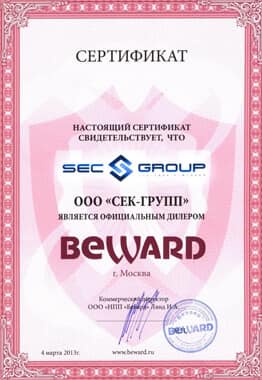 СЕРТИФИКАТ
НАСТОЯЩИЙ СЕРТИФИКАТ
СВИДЕТЕЛЬСТВУЕТ, ЧТО
SEC GROUP
ООО «СЕК-ГРУПП»
ЯВЛЯЕТСЯ ОФИЦИАЛЬНЫМ ДИЛЕРОМ
BEWARD
г. Москва
Коммерческий директор
ООО «НПП «Бевард» Лянд И.А.
BEWARD
4 марта 2013г.
www.beward.ru